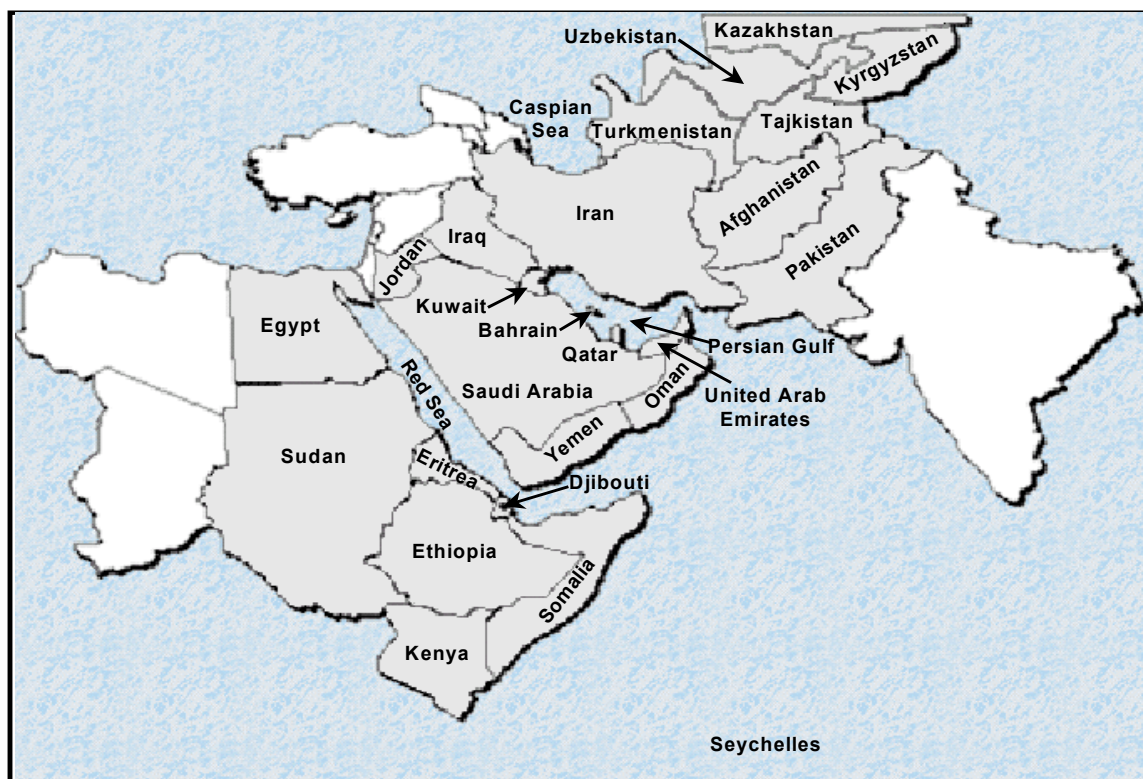 Kazakhstan
Uzbekistan
Kyrgyzstan
Caspian
Sea
Turkmenistan
Tajkistan
Afghanistan
Iran
Pakistan
Iraq
Jordan
Kuwait
Bahrain
Egypt
Qatar
Persian Gulf
Saudi Arabia
Oman
United Arab
Emirates
Red Sea
Yemen
Sudan
Eritrea
Djibouti
Ethiopia
Somalia
Kenya
Seychelles